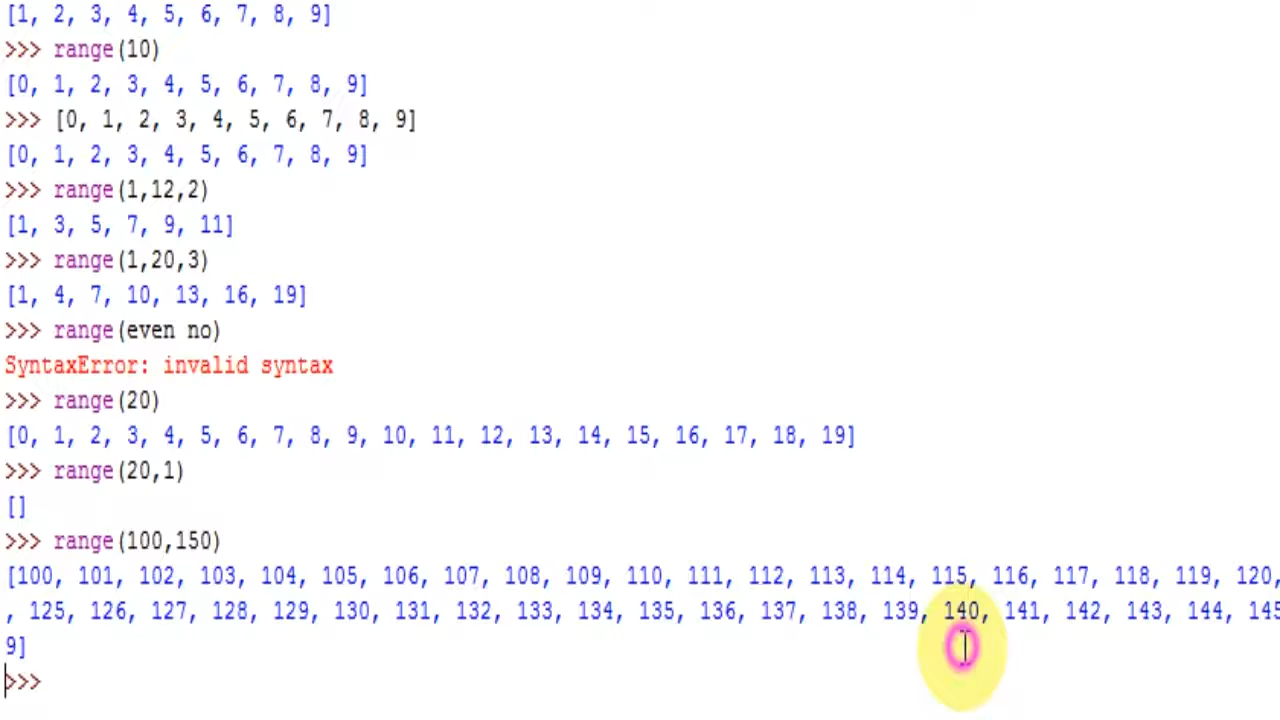 [1, 2, 3, 4, 5, 6, 7, 8, 9]
>>> range(10)
[0, 1, 2, 3, 4, 5, 6, 7, 8, 9]
>>> [0, 1, 2, 3, 4, 5, 6, 7, 8, 9]
[0, 1, 2, 3, 4, 5, 6, 7, 8, 9]
>>> range(1,12,2)
[1, 3, 5, 7, 9, 11]
>>> range(1,20,3)
[1, 4, 7, 10, 13, 16, 19]
>>> range(even no)
SyntaxError: invalid syntax
>>> range(20)
[0, 1, 2, 3, 4, 5, 6, 7, 8, 9, 10, 11, 12, 13, 14, 15, 16, 17, 18, 19]
>>> range(20,1)
[]
>>> range(100,150)
[100, 101, 102, 103, 104, 105, 106, 107, 108, 109, 110, 111, 112, 113, 114, 115, 116, 117, 118, 119, 120,
, 125, 126, 127, 128, 129, 130, 131, 132, 133, 134, 135, 136, 137, 138, 139, 140, 141, 142, 143, 144, 145
9]
>>>